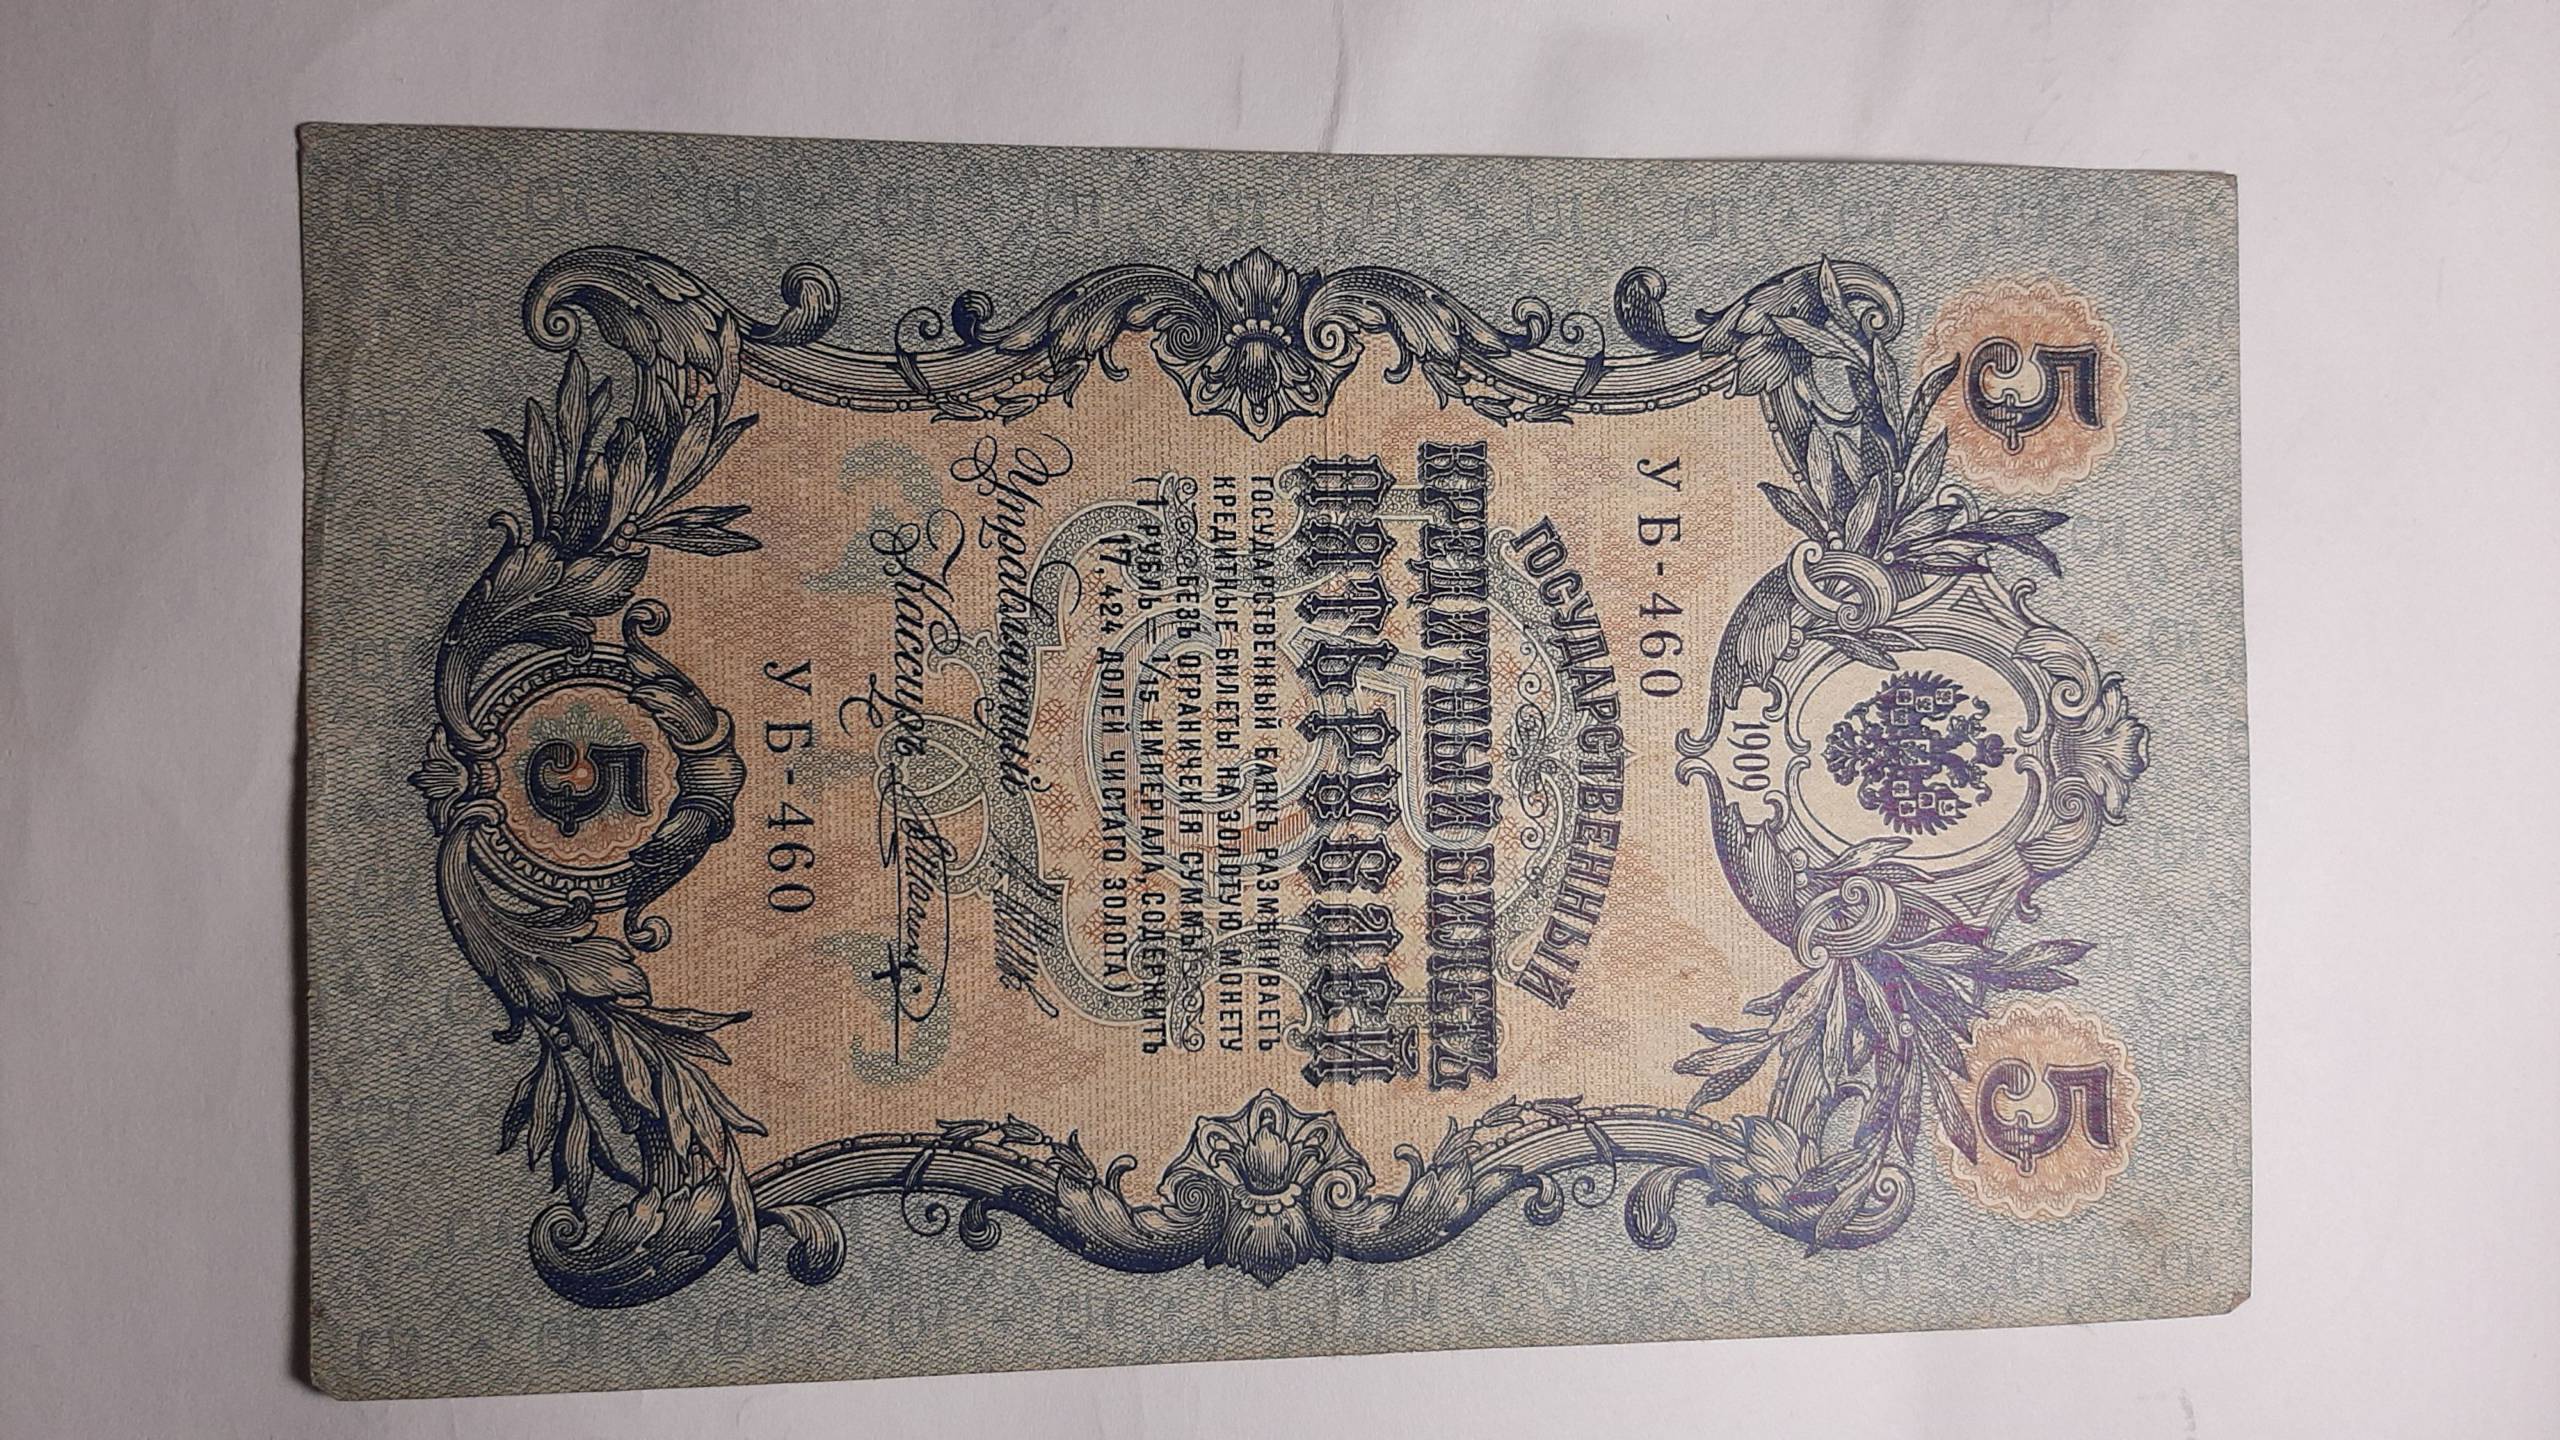 5
5
1909
УБ-460
ГОСУДАРСТВЕННЫЙ
КРЕДИТНЫЙ БИЛЕТЪ
ПЯТЬ РУБЛЕЙ
ГОСУДАРСТВЕННЫЙ БАНКЪ РАЗМѢНИВАЕТЪ
КРЕДИТНЫЕ БИЛЕТЫ НА ЗОЛОТУЮ МОНЕТУ
БЕЗЪ ОГРАНИЧЕНІЯ СУММЫ
(1 РУБЛЬ = 1/15 ИМПЕРІАЛА, СОДЕРЖИТЪ
17,424 ДОЛЕЙ ЧИСТАГО ЗОЛОТА)
Управляющій
Кассиръ
УБ-460
5